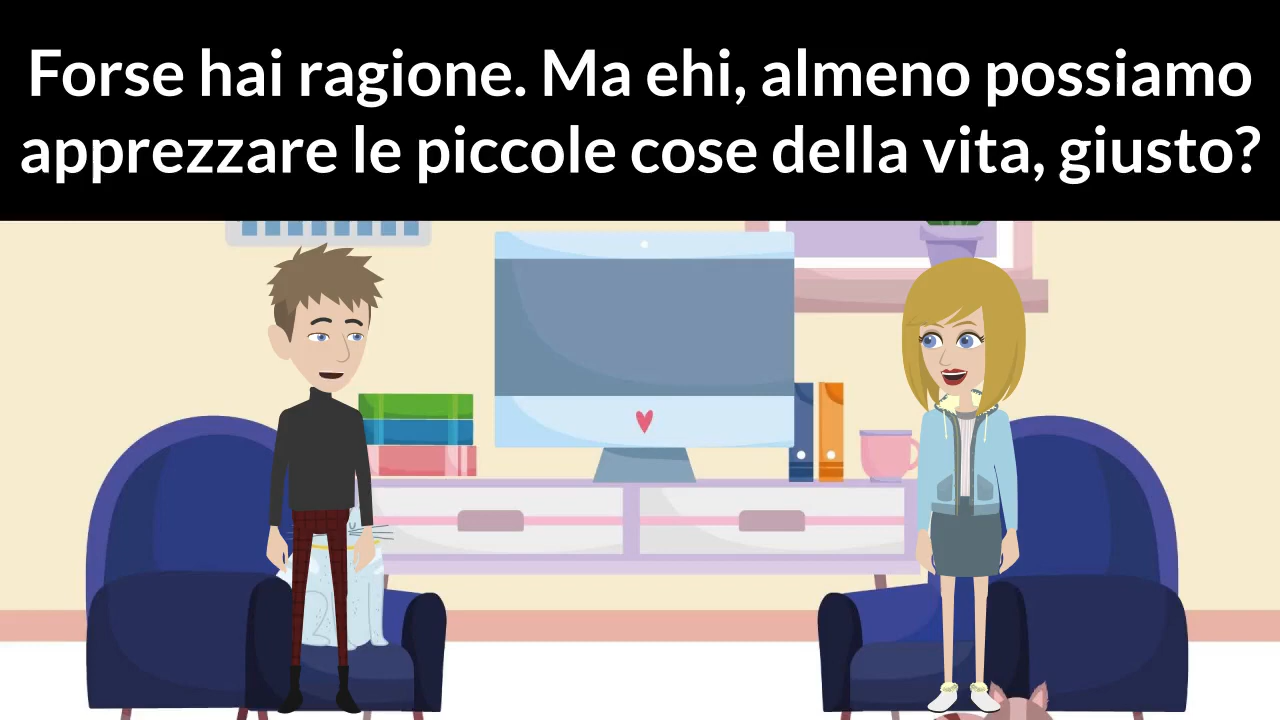 Forse hai ragione. Ma ehi, almeno possiamo
apprezzare le piccole cose della vita, giusto?